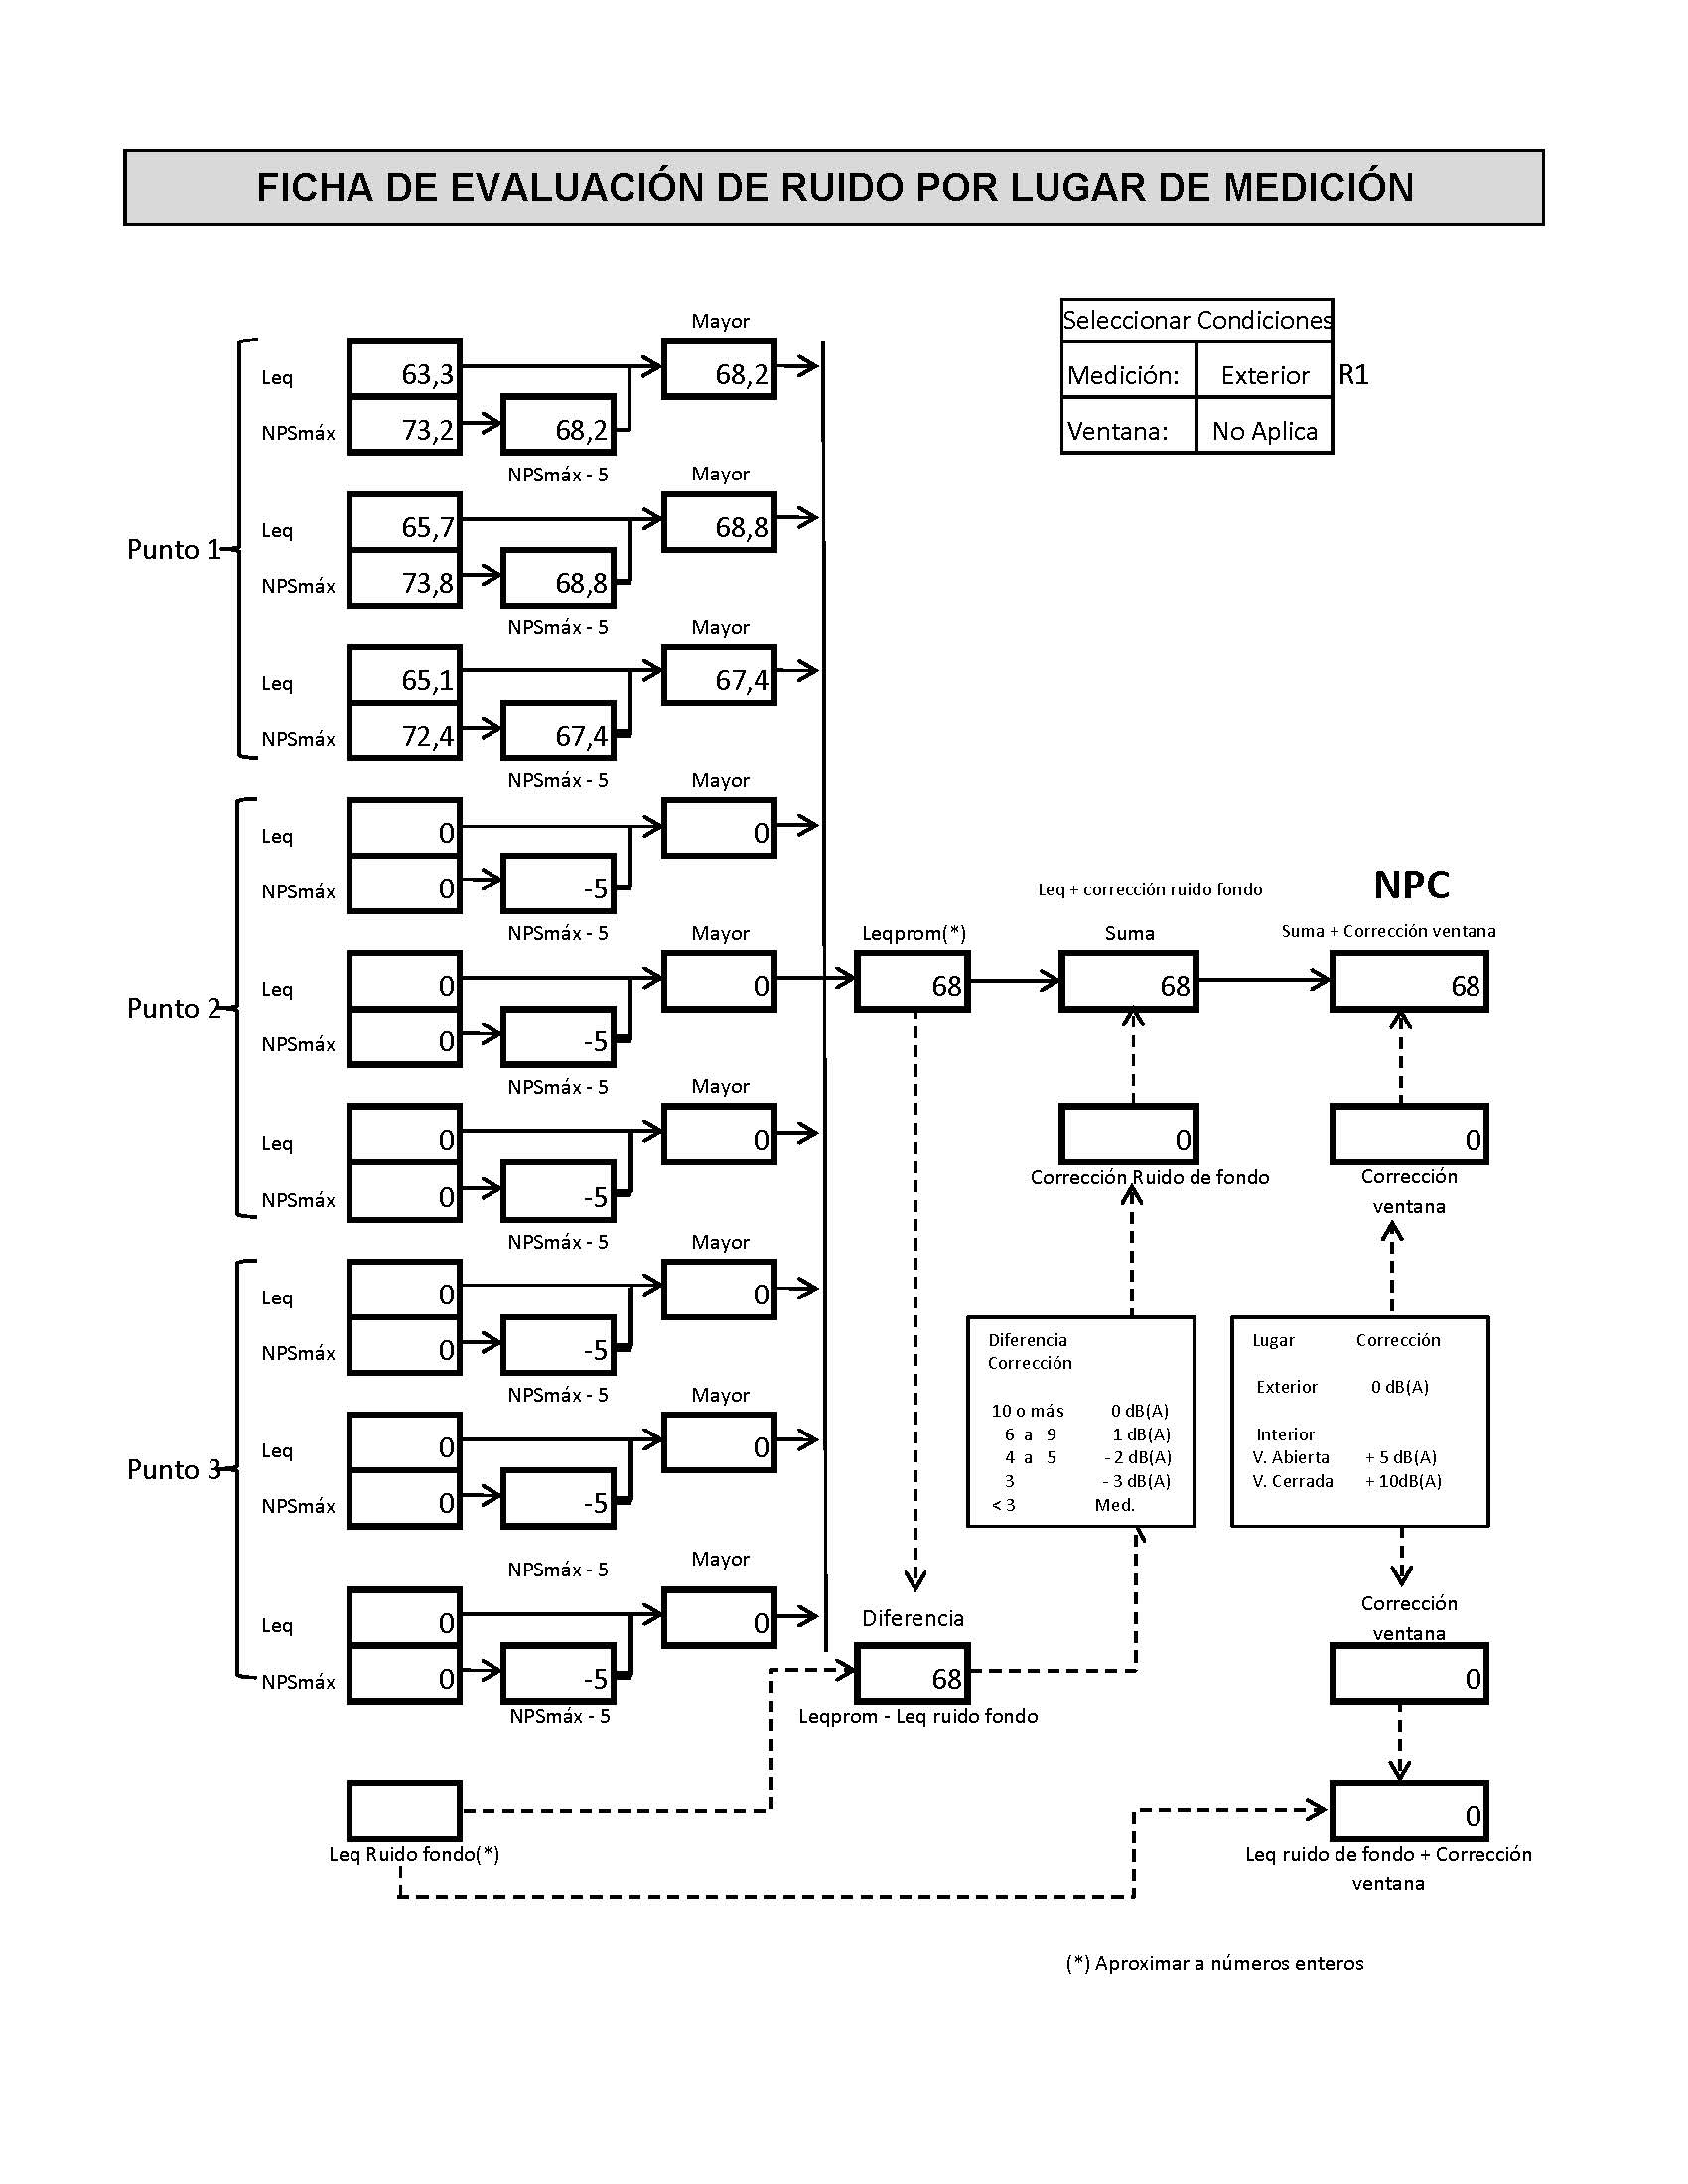 FICHA DE EVALUACIÓN DE RUIDO POR LUGAR DE MEDICIÓN
Seleccionar Condiciones
Medición: Exterior R1
Ventana: No Aplica
Punto 1
Mayor
Leq 63,3 68,2
NPSmáx 73,2 68,2
NPSmáx - 5 Mayor
Leq 65,7 68,8
NPSmáx 73,8 68,8
NPSmáx - 5 Mayor
Leq 65,1 67,4
NPSmáx 72,4 67,4
NPSmáx - 5 Mayor
Punto 2
Leq 0 0
NPSmáx 0 -5
NPSmáx - 5 Mayor
Leq 0 0
NPSmáx 0 -5
NPSmáx - 5 Mayor
Leq 0 0
NPSmáx 0 -5
NPSmáx - 5 Mayor
Punto 3
Leq 0 0
NPSmáx 0 -5
NPSmáx - 5 Mayor
Leq 0 0
NPSmáx 0 -5
NPSmáx - 5 Mayor
Leq 0 0
NPSmáx 0 -5
NPSmáx - 5
Leq Ruido fondo(*)
Leqprom(*)
68
Leq + corrección ruido fondo
Suma
68
NPC
Suma + Corrección ventana
68
0
Corrección Ruido de fondo
0
Corrección
ventana
Diferencia
Corrección
10 o más 0 dB(A)
6 a 9 1 dB(A)
4 a 5 - 2 dB(A)
3 - 3 dB(A)
< 3 Med.
Lugar Corrección
Exterior 0 dB(A)
Interior
V. Abierta + 5 dB(A)
V. Cerrada + 10dB(A)
Diferencia
68
Leqprom - Leq ruido fondo
Corrección
ventana
0
0
Leq ruido de fondo + Corrección
ventana
(*) Aproximar a números enteros